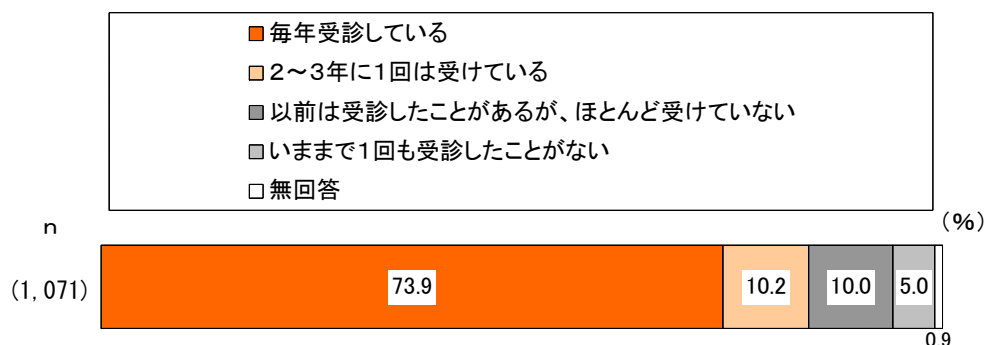 毎年受診している
2～3年に1回は受けている
以前は受診したことがあるが、ほとんど受けていない
いままで1回も受診したことがない
無回答
n
(%)
(1,071)
73.9
10.2
10.0
5.0
0.9